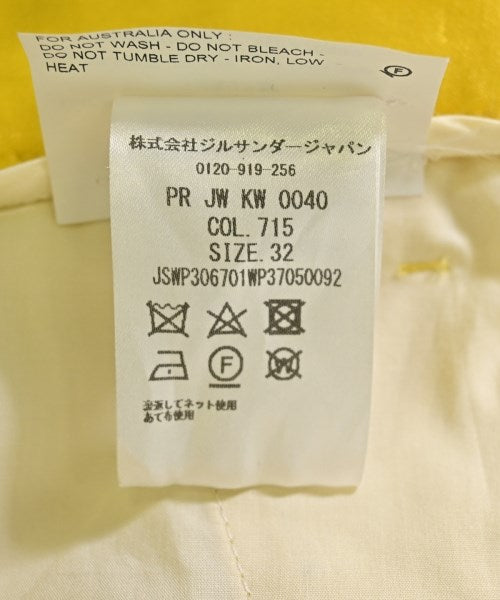 FOR AUSTRALIA ONLY :
DO NOT WASH - DO NOT BLEACH -
DO NOT TUMBLE DRY - IRON, LOW
HEAT
F
株式会社ジルサンダージャパン
0120-919-256
PR JW KW 0040
COL. 715
SIZE. 32
JSWP306701WP37050092
F W
裏返してネット使用
あて布使用